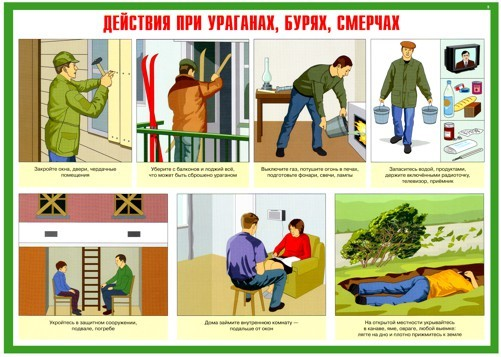 ДЕЙСТВИЯ ПРИ УРАГАНАХ, БУРЯХ, СМЕРЧАХ
Закройте окна, двери, чердачные
помещения
Уберите с балконов и лоджий всё,
что может быть сброшено ураганом
Выключите газ, потушите огонь в печах,
подготовьте фонари, свечи, лампы
Запаситесь водой, продуктами,
держите включёнными радиоточку,
телевизор, приёмник
Укройтесь в защитном сооружении,
подвале, погребе
Дома займите внутреннюю комнату —
подальше от окон
На открытой местности укрывайтесь
в канаве, яме, овраге, любой выемке:
лягте на дно и плотно прижмитесь к земле